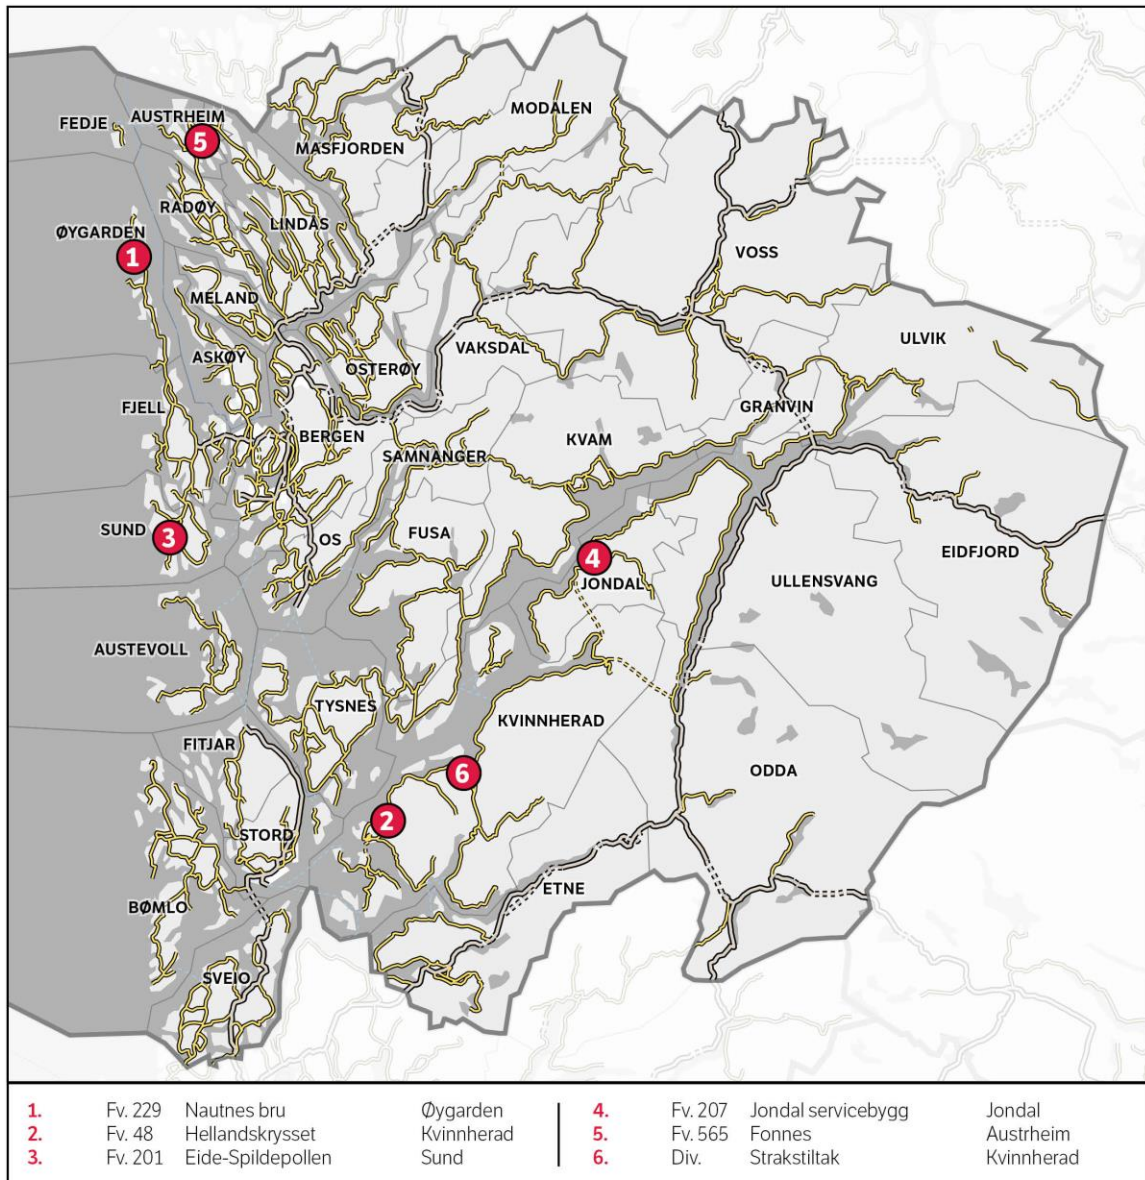 MODALEN
AUSTRHEIM
FEDJE
5
MASFJORDEN
RADØY
LINDÅS
ØYGARDEN
1
VOSS
MELAND
ULVIK
VAKSDAL
ASKØY
OSTERØY
FJELL
GRANVIN
BERGEN
KVAM
SAMNANGER
SUND
3
OS
FUSA
4
EIDFJORD
JONDAL
ULLENSVANG
AUSTEVOLL
TYSNES
KVINNHERAD
FITJAR
6
ODDA
2
STORD
ETNE
BØMLO
SVEIO
1. Fv. 229 Nautnes bru Øygarden
2. Fv. 48 Hellandskrysset Kvinnherad
3. Fv. 201 Eide-Spildepollen Sund
4. Fv. 207 Jondal servicebygg Jondal
5. Fv. 565 Fonnes Austrheim
6. Div. Strakstiltak Kvinnherad